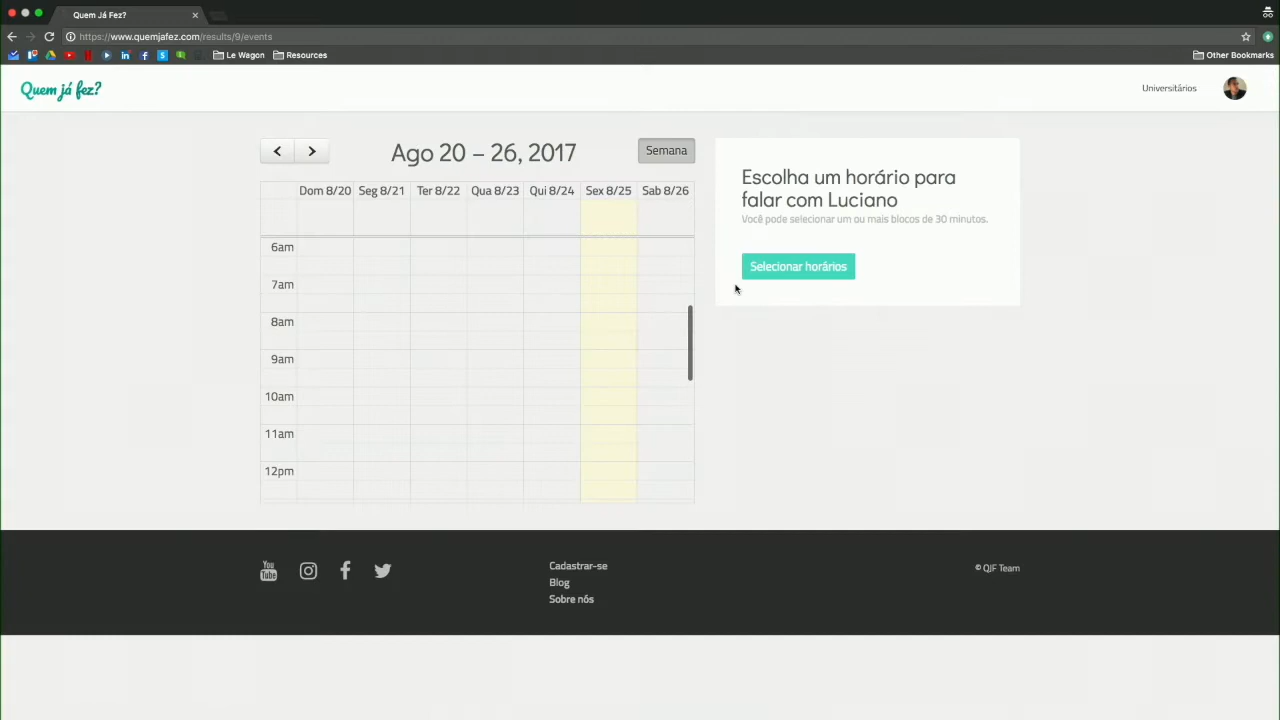 Quem Já Fez?
https://www.quemjafez.com/results/9/events
Le Wagon
Resources
Other Bookmarks
Quem já fez?
Universitários
Ago 20 – 26, 2017
Semana
Dom 8/20 Seg 8/21 Ter 8/22 Qua 8/23 Qui 8/24 Sex 8/25 Sab 8/26
6am
7am
8am
9am
10am
11am
12pm
Escolha um horário para
falar com Luciano
Você pode selecionar um ou mais blocos de 30 minutos.
Selecionar horários
You
Tube
Cadastrar-se
Blog
Sobre nós
© QJF Team